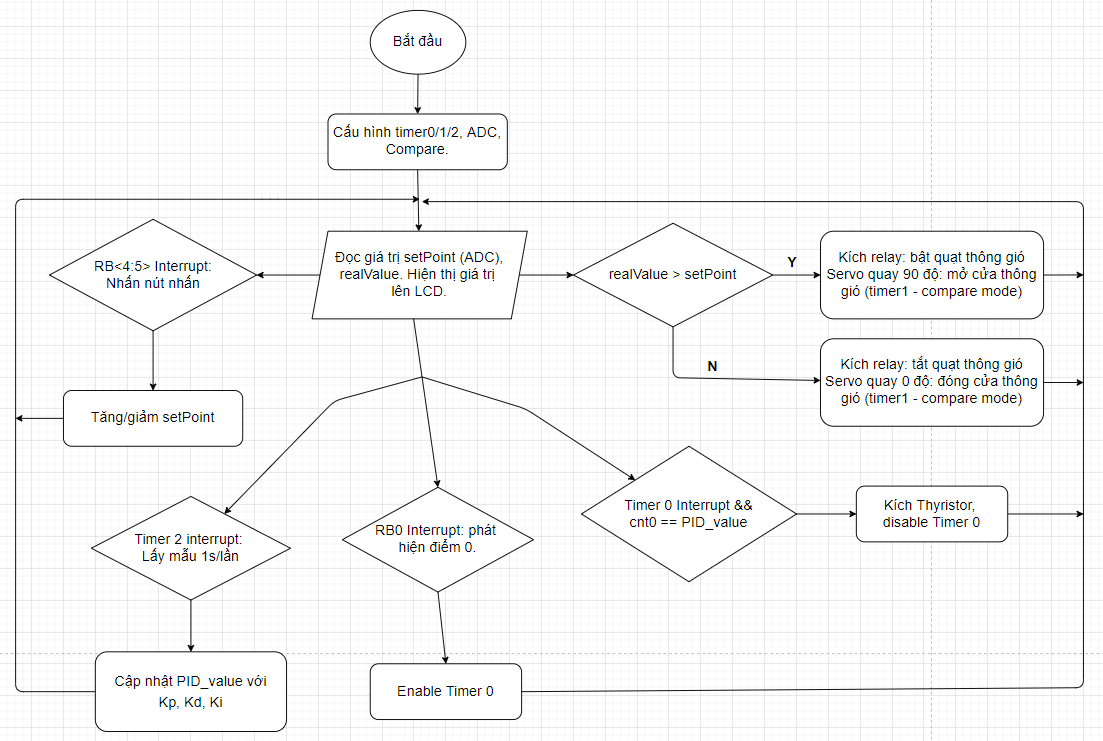 Bắt đầu
Cấu hình timer0/1/2, ADC,
Compare.
RB<4:5> Interrupt:
Nhấn nút nhấn
Đọc giá trị setPoint (ADC),
realValue. Hiện thị giá trị
lên LCD.
realValue > setPoint
Y
Kích relay: bật quạt thông gió
Servo quay 90 độ: mở cửa thông
gió (timer1 - compare mode)
N
Kích relay: tắt quạt thông gió
Servo quay 0 độ: đóng cửa thông
gió (timer1 - compare mode)
Tăng/giảm setPoint
Timer 2 interrupt:
Lấy mẫu 1s/lần
RB0 Interrupt: phát
hiện điểm 0.
Timer 0 Interrupt &&
cnt0 == PID_value
Kích Thyristor,
disable Timer 0
Cập nhật PID_value với
Kp, Kd, Ki
Enable Timer 0